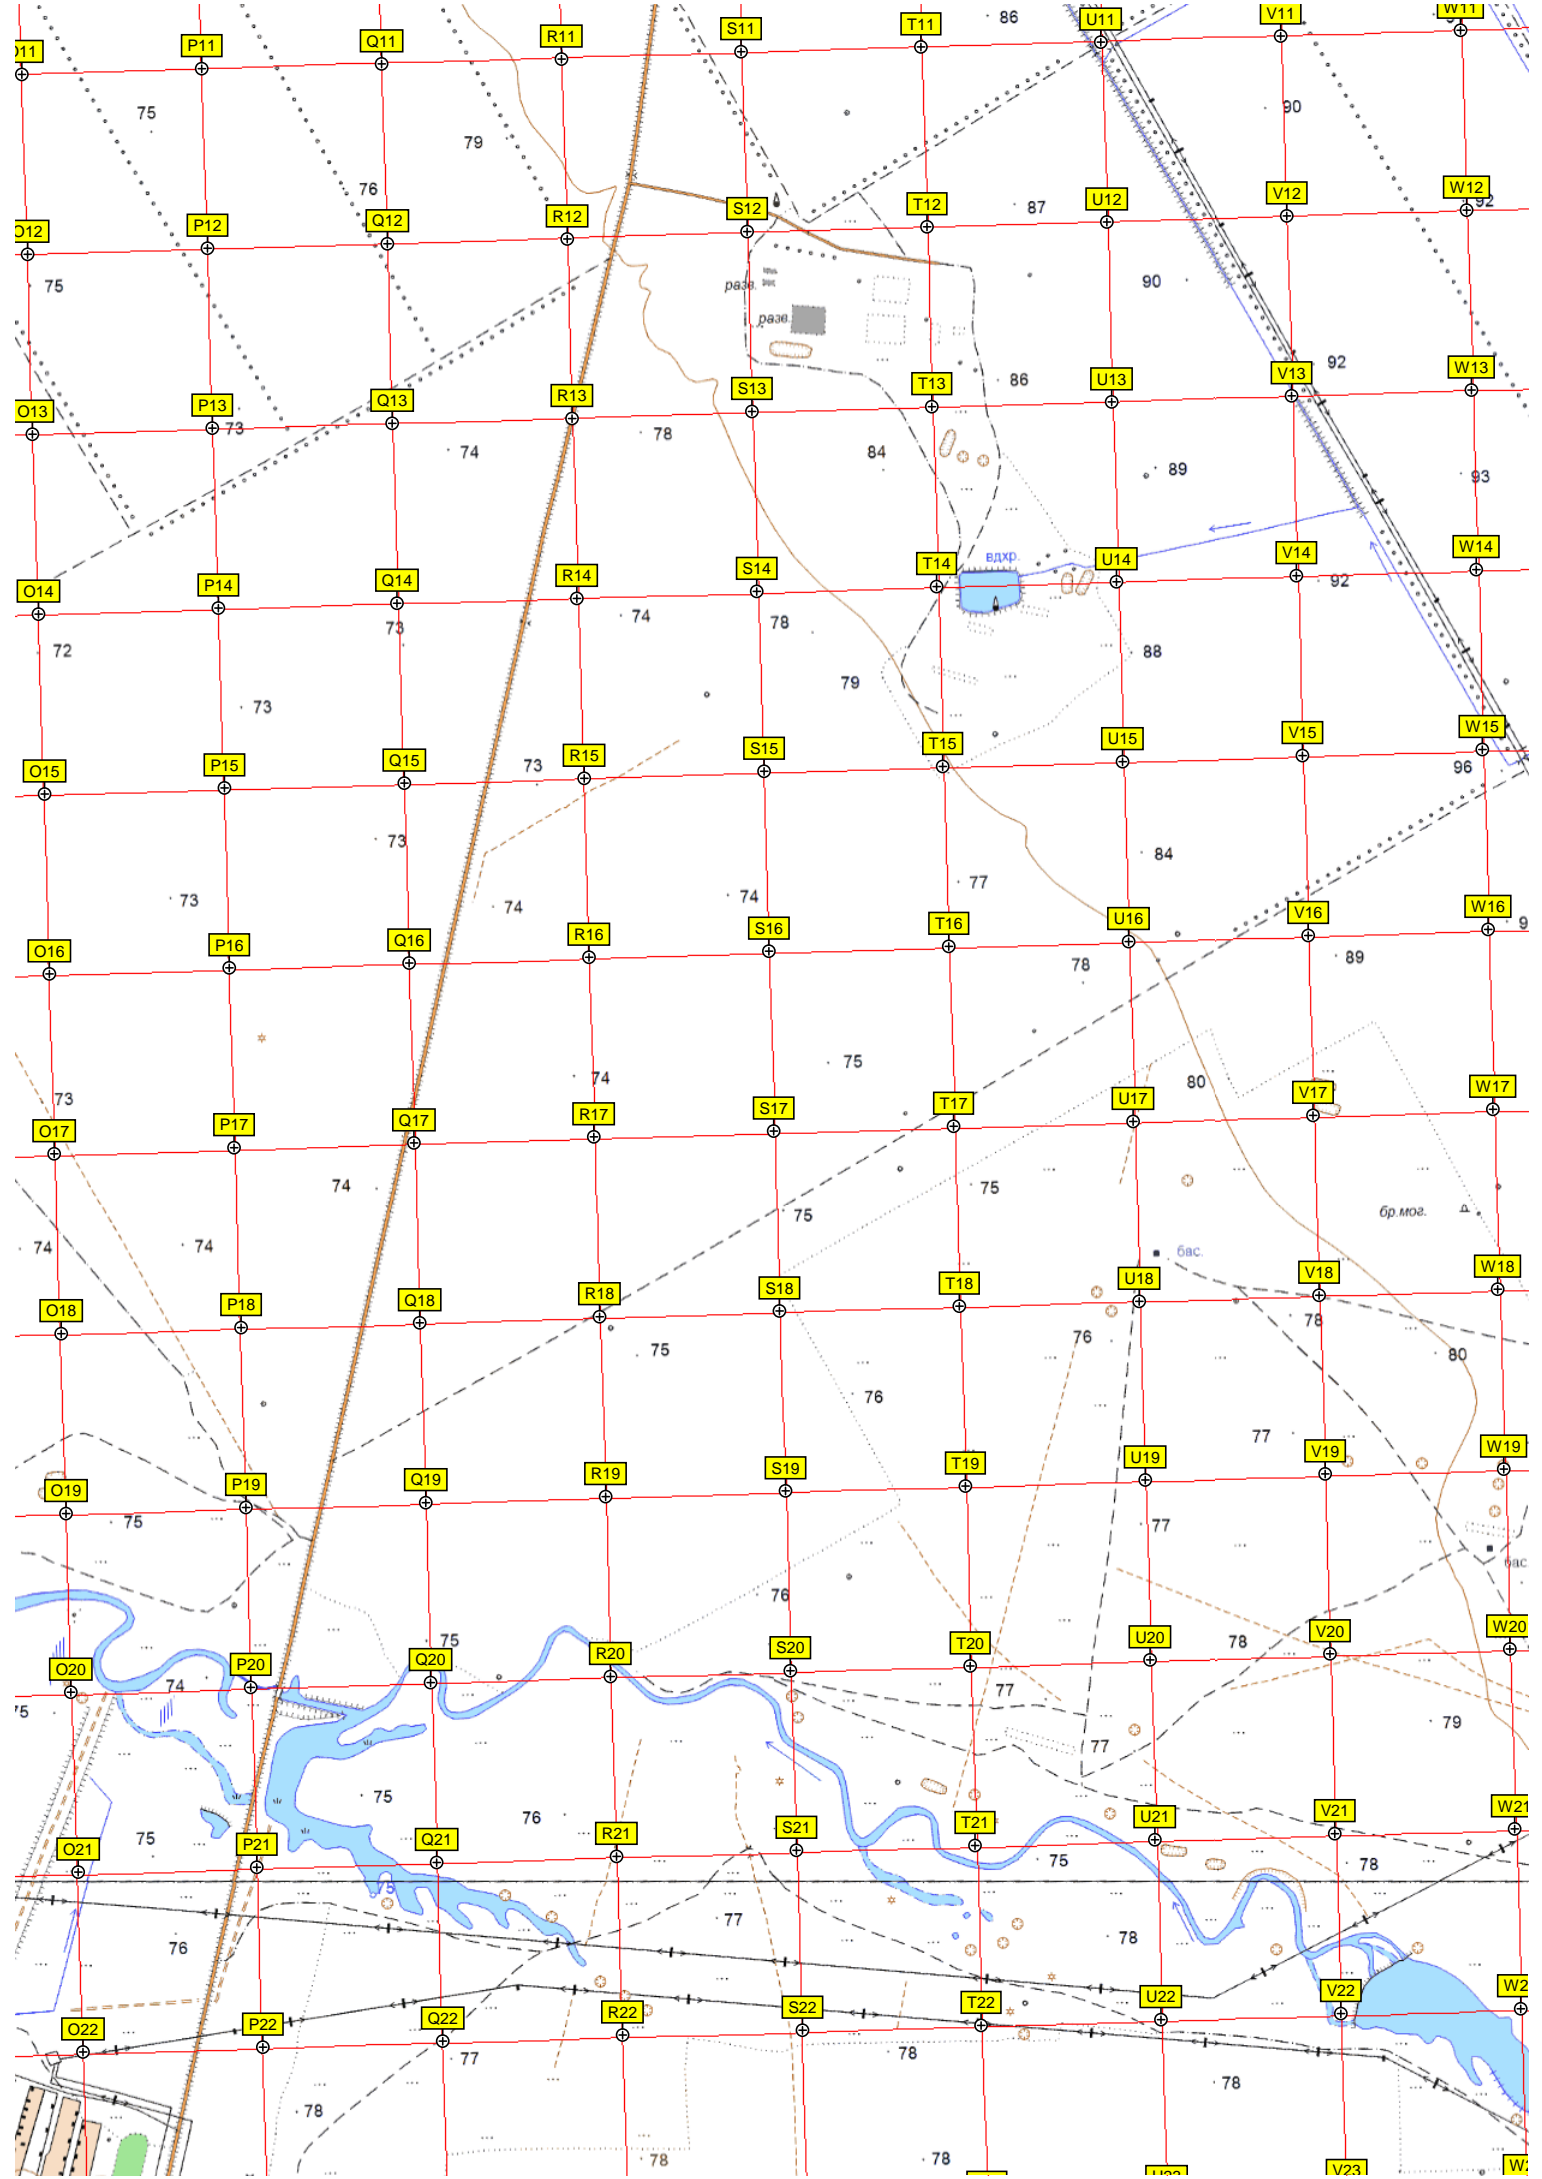 P11 Q11 R11 S11 T11 86 U11 V11
75 79 90
76
O12 P12 Q12 R12 S12 T12 87 U12 V12 W12 92
75 разв. 90
разв.
O13 P13 Q13 R13 S13 T13 86 U13 V13 92 W13
73 74 78 84 89 93
вдхр.
O14 P14 Q14 R14 S14 T14 U14 V14 W14
72 73 74 78 92
73 79 88
O15 P15 Q15 R15 S15 T15 U15 V15 W15
73 73 96
73 74 74 77 84
O16 P16 Q16 R16 S16 T16 U16 V16 W16
78 89
73 74 75 80
O17 P17 Q17 R17 S17 T17 U17 V17 W17
74 75 75 бр.мог.
74 74 бас.
O18 P18 Q18 R18 S18 T18 U18 V18 W18
75 76 76 78 80
77
O19 P19 Q19 R19 S19 T19 U19 V19 W19
75 77 бас.
75 76 78
O20 P20 Q20 R20 S20 T20 U20 V20 W20
75 74 77 79
77
75 75 76
O21 P21 Q21 R21 S21 T21 U21 V21 W21
75 75 78
76 77 78
O22 P22 Q22 R22 S22 T22 U22 V22
77 78 78
78 78 78
V23